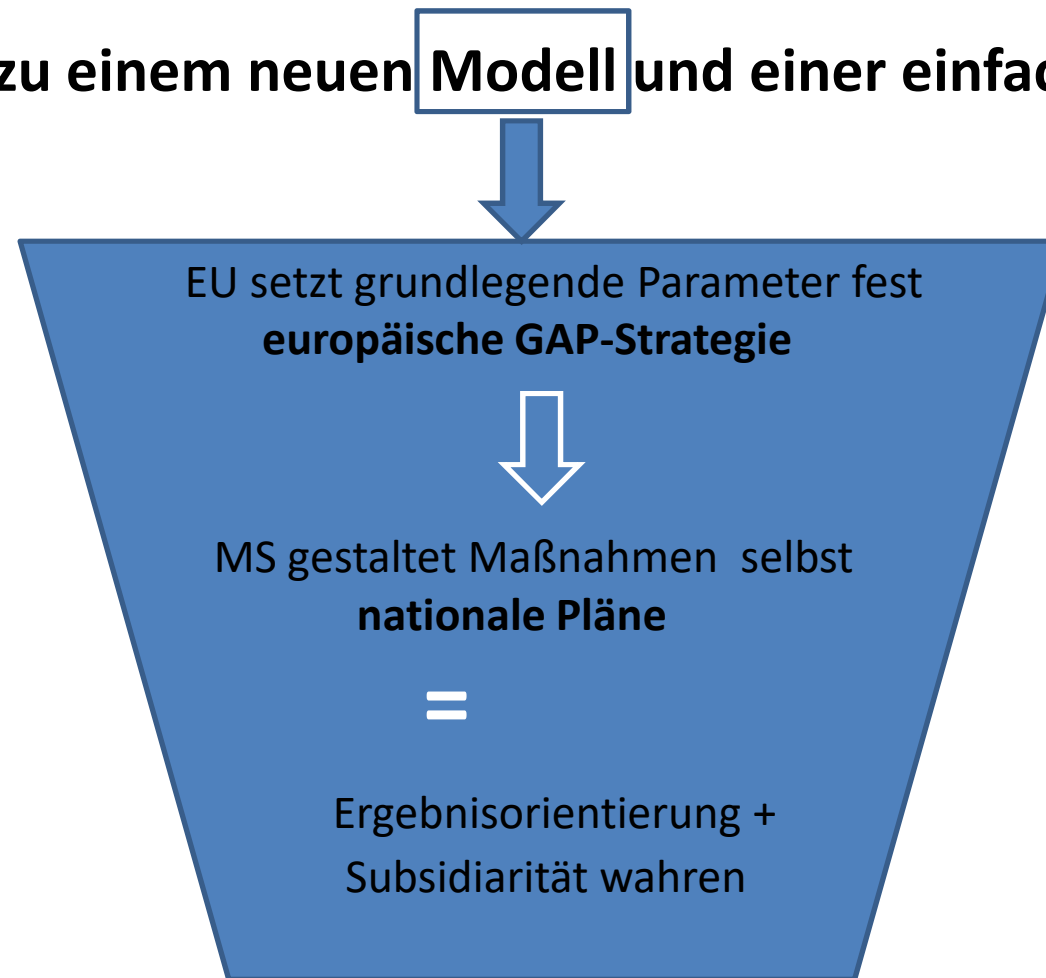 zu einem neuen Modell und einer einfac
EU setzt grundlegende Parameter fest
europäische GAP-Strategie
MS gestaltet Maßnahmen selbst
nationale Pläne
=
Ergebnisorientierung +
Subsidiarität wahren